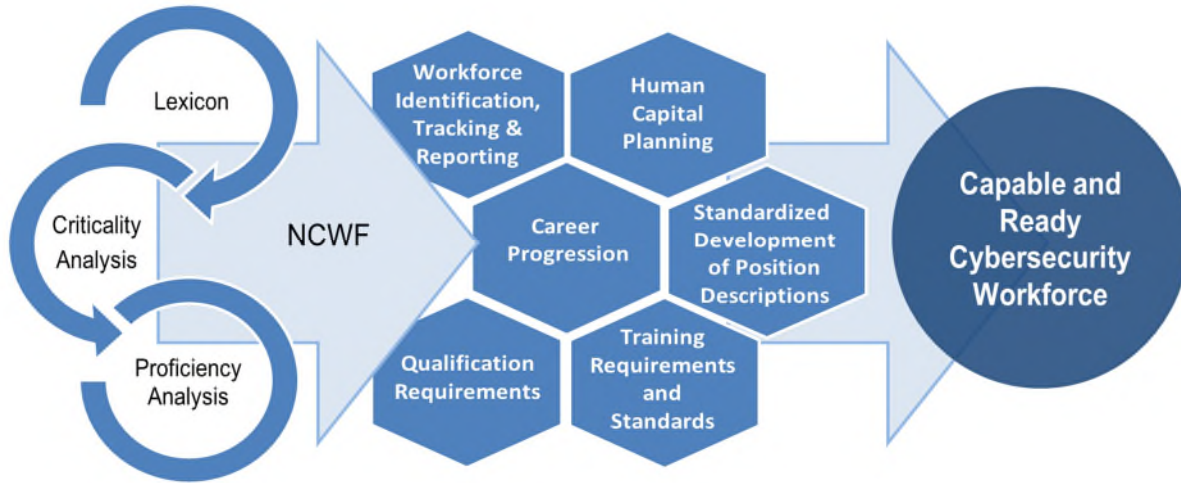 Lexicon
Criticality
Analysis
Proficiency
Analysis
NCWF
Workforce
Identification,
Tracking &
Reporting
Human
Capital
Planning
Career
Progression
Standardized
Development
of Position
Descriptions
Qualification
Requirements
Training
Requirements
and
Standards
Capable and
Ready
Cybersecurity
Workforce